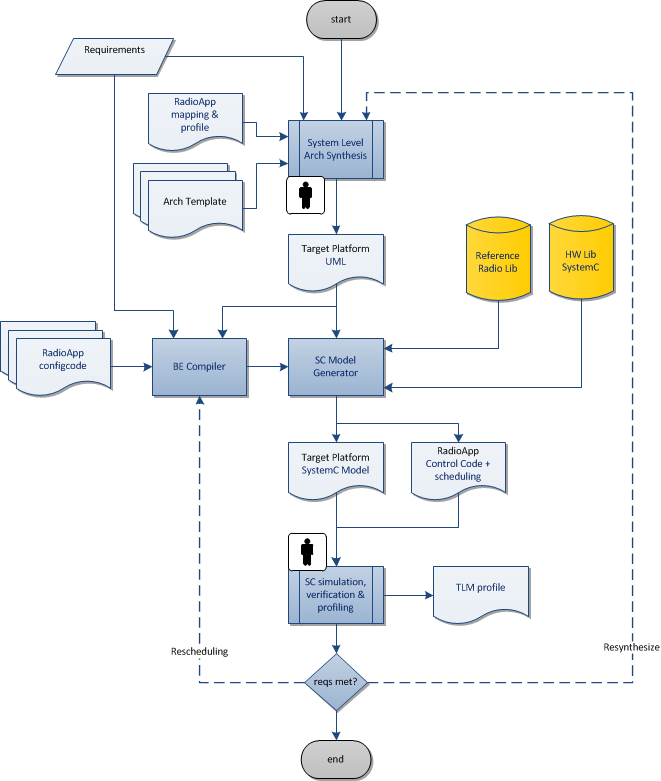 start
Requirements
RadioApp
mapping &
profile
System Level
Arch Synthesis
Arch Template
Target Platform
UML
Reference
Radio Lib
HW Lib
SystemC
RadioApp
configcode
BE Compiler
SC Model
Generator
Target Platform
SystemC Model
RadioApp
Control Code +
scheduling
SC simulation,
verification &
profiling
TLM profile
Rescheduling
Resynthesize
reqs met?
end